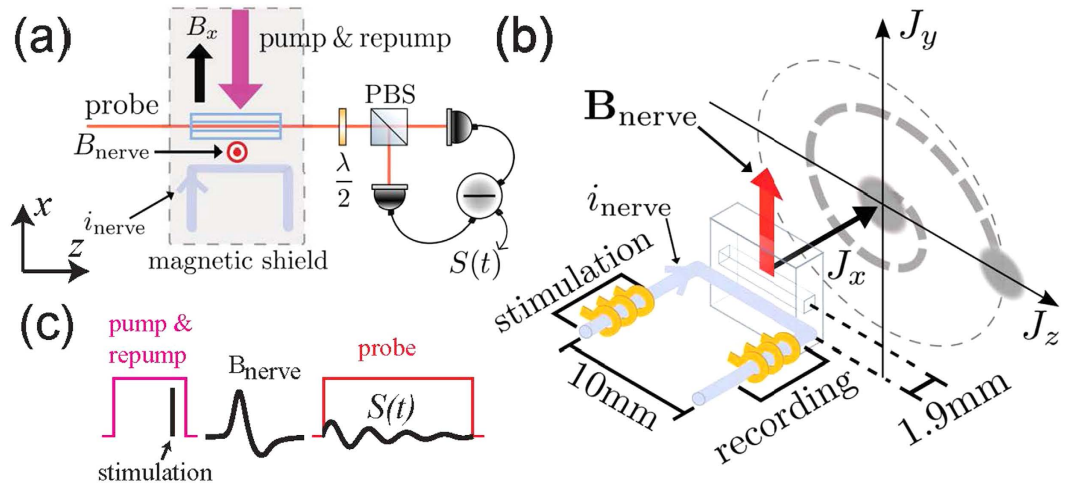 (a)
B_x
pump & repump
probe
PBS
B_nerve
λ/2
i_nerve
x
z
magnetic shield
S(t)
(b)
J_y
B_nerve
i_nerve
J_x
stimulation
J_z
10mm
recording
1.9mm
(c)
pump &
repump
B_nerve
probe
S(t)
stimulation